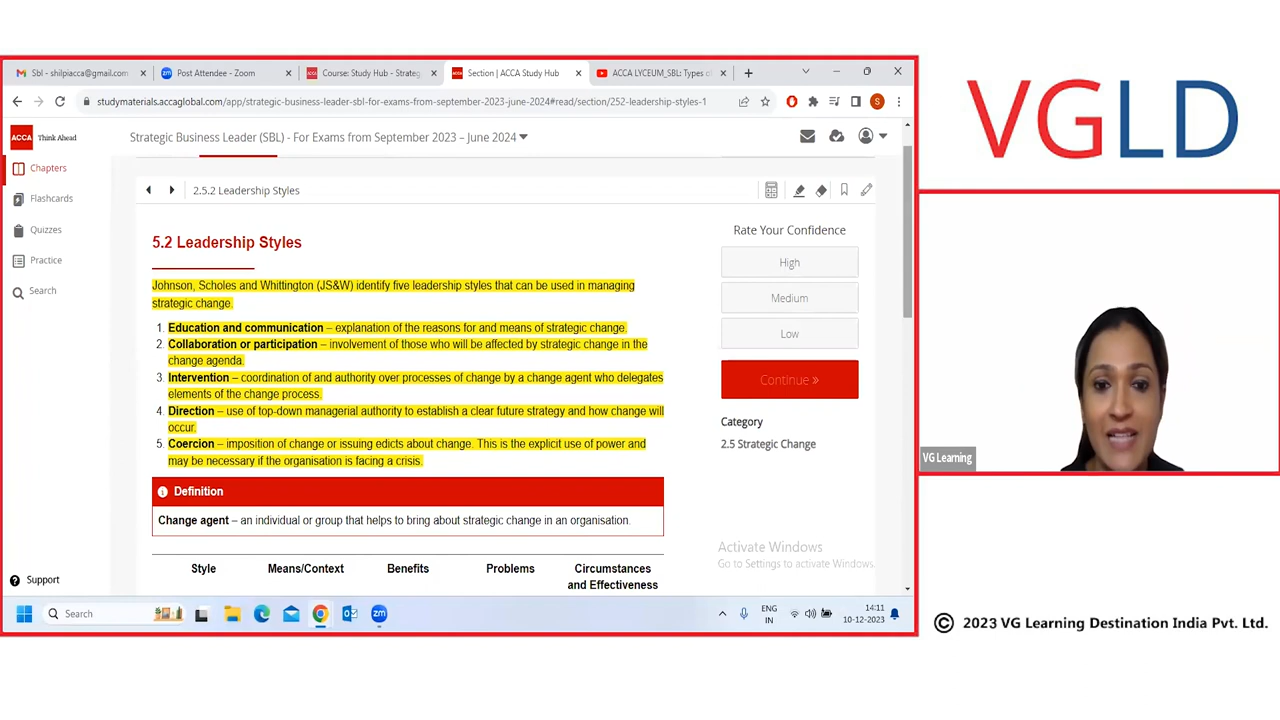 Sbl - shilpiacca@gmail.com
Post Attendee - Zoom
Course: Study Hub - Strateg
Section | ACCA Study Hub
ACCA LYCEUM_SBL: Types o
studymaterials.accaglobal.com/app/strategic-business-leader-sbl-for-exams-from-september-2023-june-2024#read/section/252-leadership-styles-1
S
ACCA
Think Ahead
Strategic Business Leader (SBL) - For Exams from September 2023 – June 2024
Chapters
Flashcards
Quizzes
Practice
Search
Support
2.5.2 Leadership Styles
5.2 Leadership Styles
Johnson, Scholes and Whittington (JS&W) identify five leadership styles that can be used in managing
strategic change.
1. Education and communication – explanation of the reasons for and means of strategic change.
2. Collaboration or participation – involvement of those who will be affected by strategic change in the
change agenda.
3. Intervention – coordination of and authority over processes of change by a change agent who delegates
elements of the change process.
4. Direction – use of top-down managerial authority to establish a clear future strategy and how change will
occur.
5. Coercion – imposition of change or issuing edicts about change. This is the explicit use of power and
may be necessary if the organisation is facing a crisis.
Definition
Change agent – an individual or group that helps to bring about strategic change in an organisation.
Style Means/Context Benefits Problems Circumstances
and Effectiveness
Rate Your Confidence
High
Medium
Low
Continue »
Category
2.5 Strategic Change
Activate Windows
Go to Settings to activate Windows.
Search
zm
ENG
IN
14:11
10-12-2023
VGLD
VG Learning
© 2023 VG Learning Destination India Pvt. Ltd.